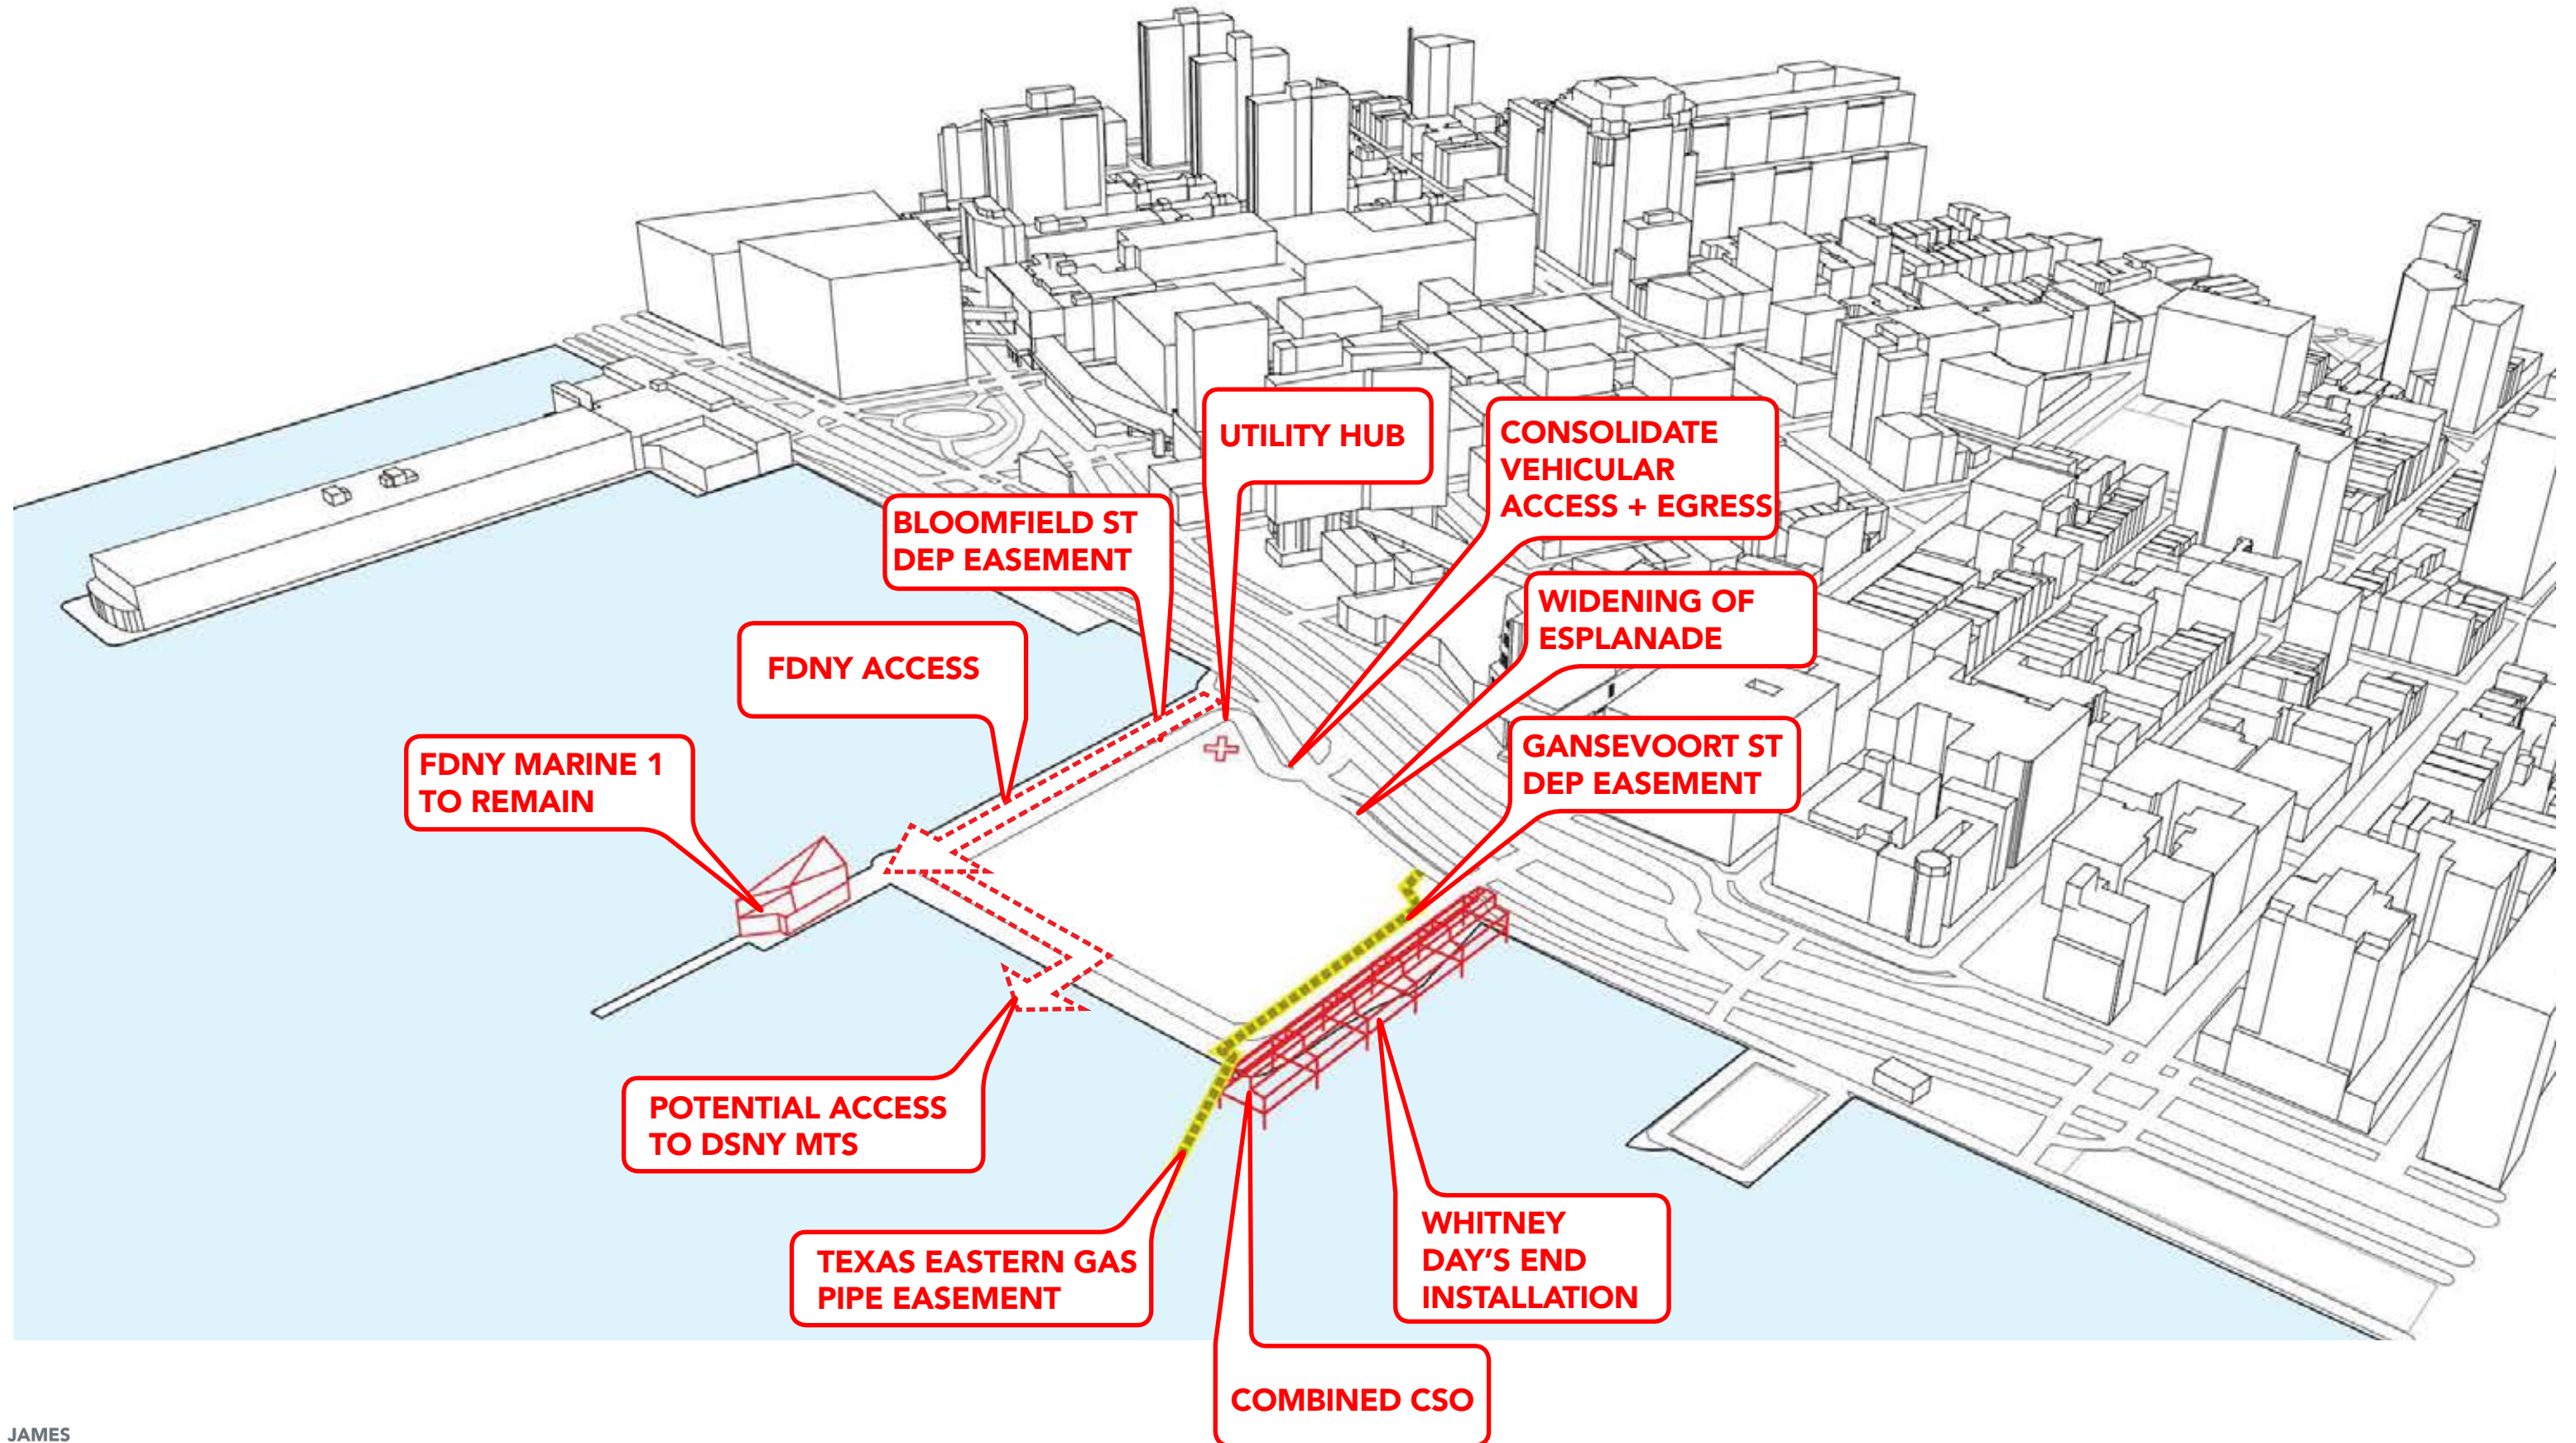 UTILITY HUB
CONSOLIDATE
VEHICULAR
ACCESS + EGRESS
BLOOMFIELD ST
DEP EASEMENT
WIDENING OF
ESPLANADE
FDNY ACCESS
GANSEVOORT ST
DEP EASEMENT
FDNY MARINE 1
TO REMAIN
POTENTIAL ACCESS
TO DSNY MTS
TEXAS EASTERN GAS
PIPE EASEMENT
WHITNEY
DAY'S END
INSTALLATION
COMBINED CSO
JAMES